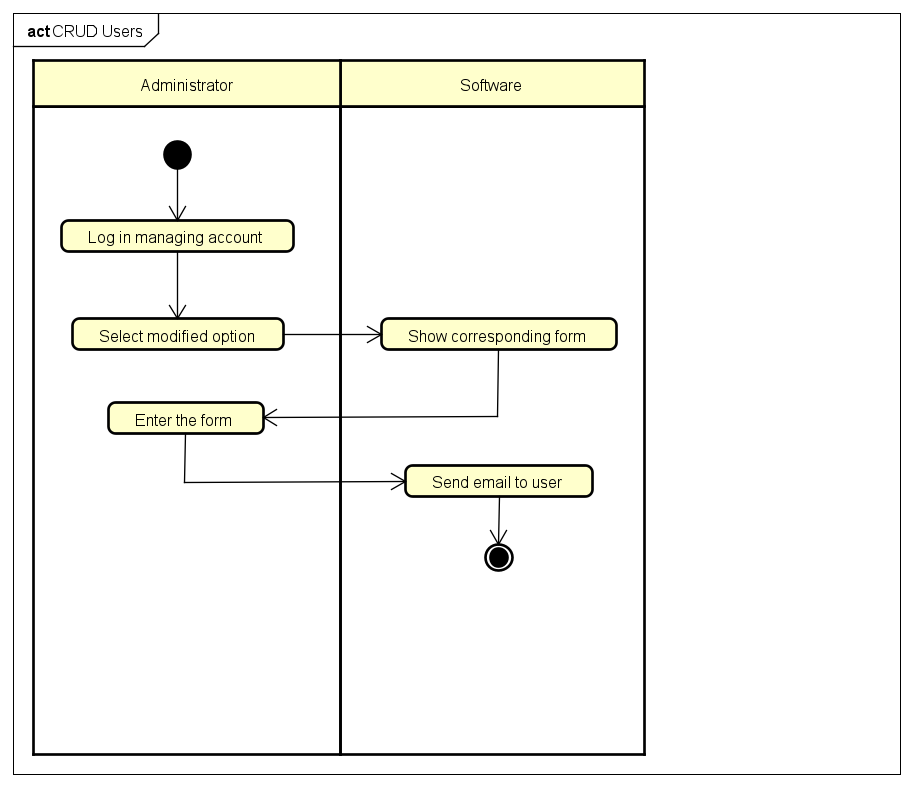 act CRUD Users
Administrator
Software
Log in managing account
Select modified option
Show corresponding form
Enter the form
Send email to user